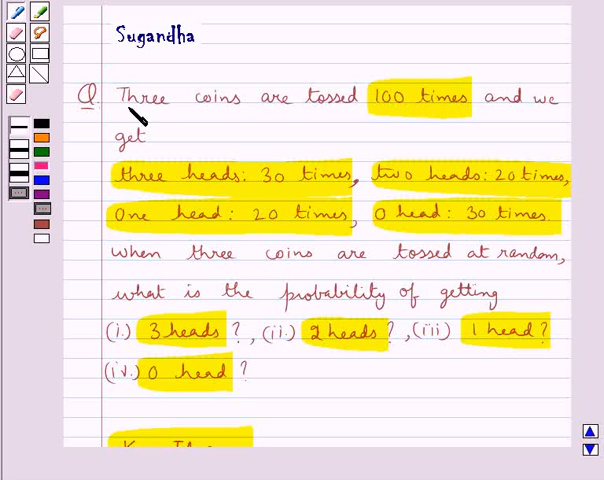 Sugandha
Q. Three coins are tossed 100 times and we
get
three heads: 30 times, two heads: 20 times,
One head: 20 times, 0 head: 30 times.
when three coins are tossed at random,
what is the probability of getting
(i.) 3 heads?, (ii.) 2 heads?, (iii) 1 head?
(iv.) 0 head?